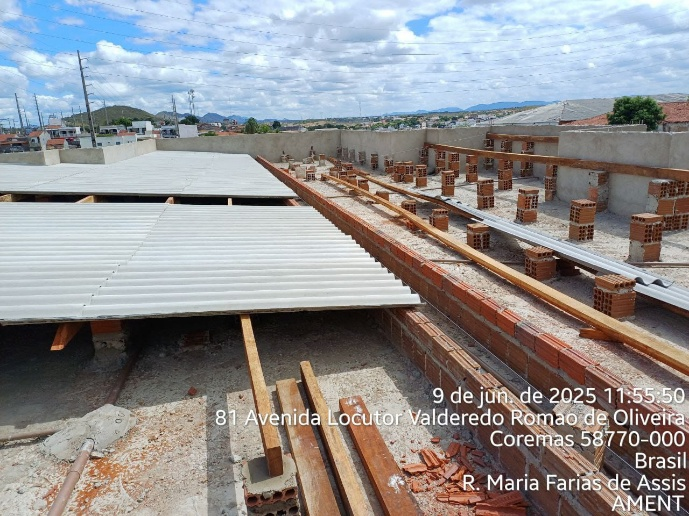 9 de jun. de 2025 11:55:50
81 Avenida Locutor Valderedo Romão de Oliveira
Coremas 58770-000
Brasil
R. Maria Farias de Assis
AMENT